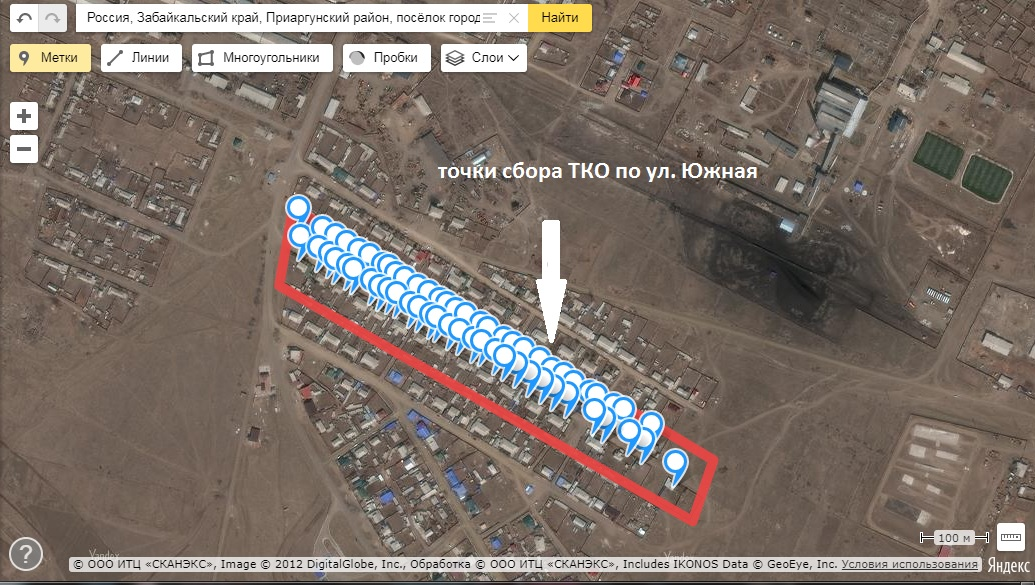 Россия, Забайкальский край, Приаргунский район, посёлок город
Найти
Метки
Линии
Многоугольники
Пробки
Слои
точки сбора ТКО по ул. Южная
100 м
?
Yandex
Yandex
© ООО ИТЦ «СКАНЭКС», Image © 2012 DigitalGlobe, Inc., Обработка © ООО ИТЦ «СКАНЭКС», Includes IKONOS Data © GeoEye, Inc. Условия использования
Яндекс